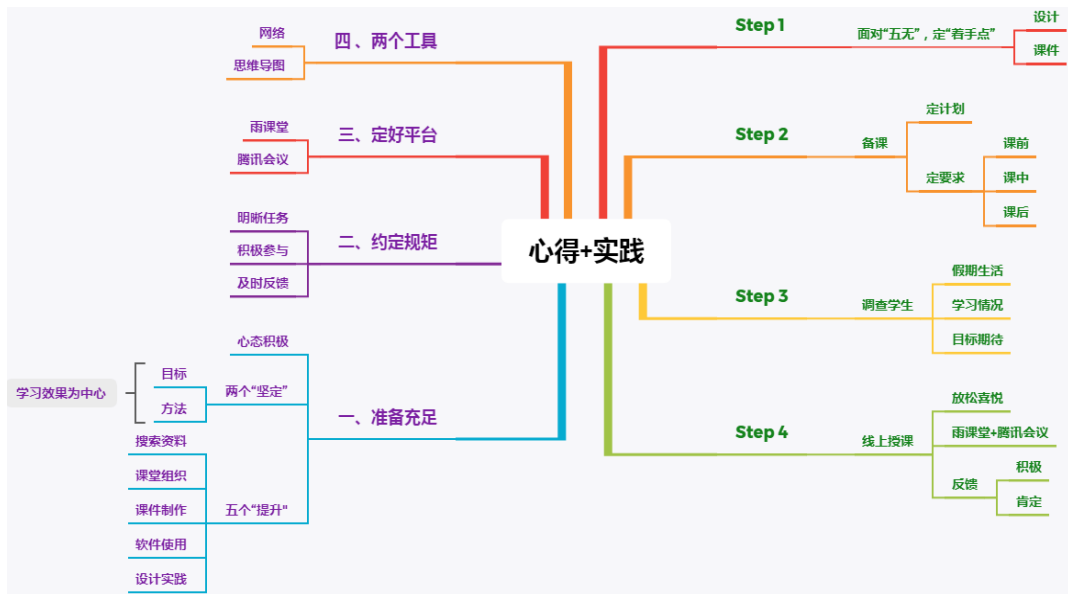 心得+实践
四、两个工具
网络
思维导图
三、定好平台
雨课堂
腾讯会议
二、约定规矩
明晰任务
积极参与
及时反馈
一、准备充足
心态积极
两个“坚定”
目标
方法
学习效果为中心
五个“提升"
搜索资料
课堂组织
课件制作
软件使用
设计实践
Step 1
面对“五无”，定“着手点”
设计
课件
Step 2
备课
定计划
定要求
课前
课中
课后
Step 3
调查学生
假期生活
学习情况
目标期待
Step 4
线上授课
放松喜悦
雨课堂+腾讯会议
反馈
积极
肯定